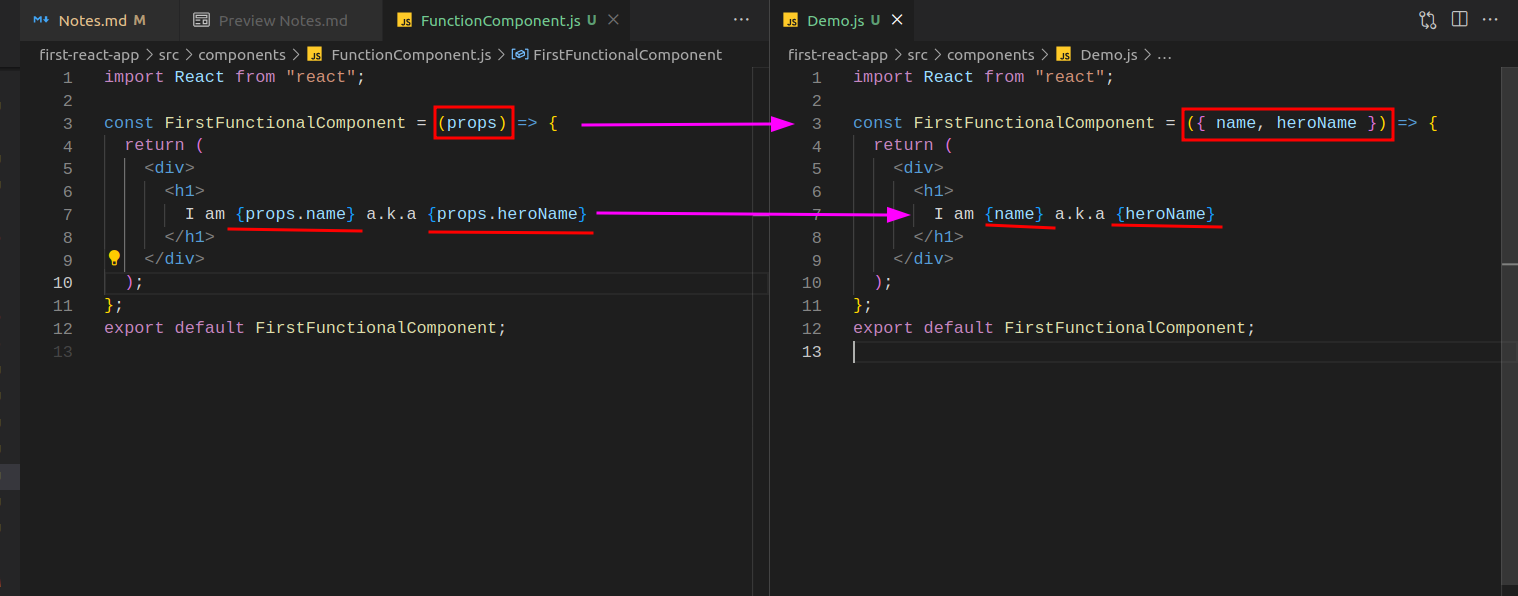 Notes.md M Preview Notes.md JS FunctionComponent.js U
first-react-app > src > components > JS FunctionComponent.js > FirstFunctionalComponent
1 import React from "react";
2
3 const FirstFunctionalComponent = (props) => {
4 return (
5 <div>
6 <h1>
7 I am {props.name} a.k.a {props.heroName}
8 </h1>
9 </div>
10 );
11 };
12 export default FirstFunctionalComponent;
13
JS Demo.js U
first-react-app > src > components > JS Demo.js > ...
1 import React from "react";
2
3 const FirstFunctionalComponent = ({ name, heroName }) => {
4 return (
5 <div>
6 <h1>
7 I am {name} a.k.a {heroName}
8 </h1>
9 </div>
10 );
11 };
12 export default FirstFunctionalComponent;
13